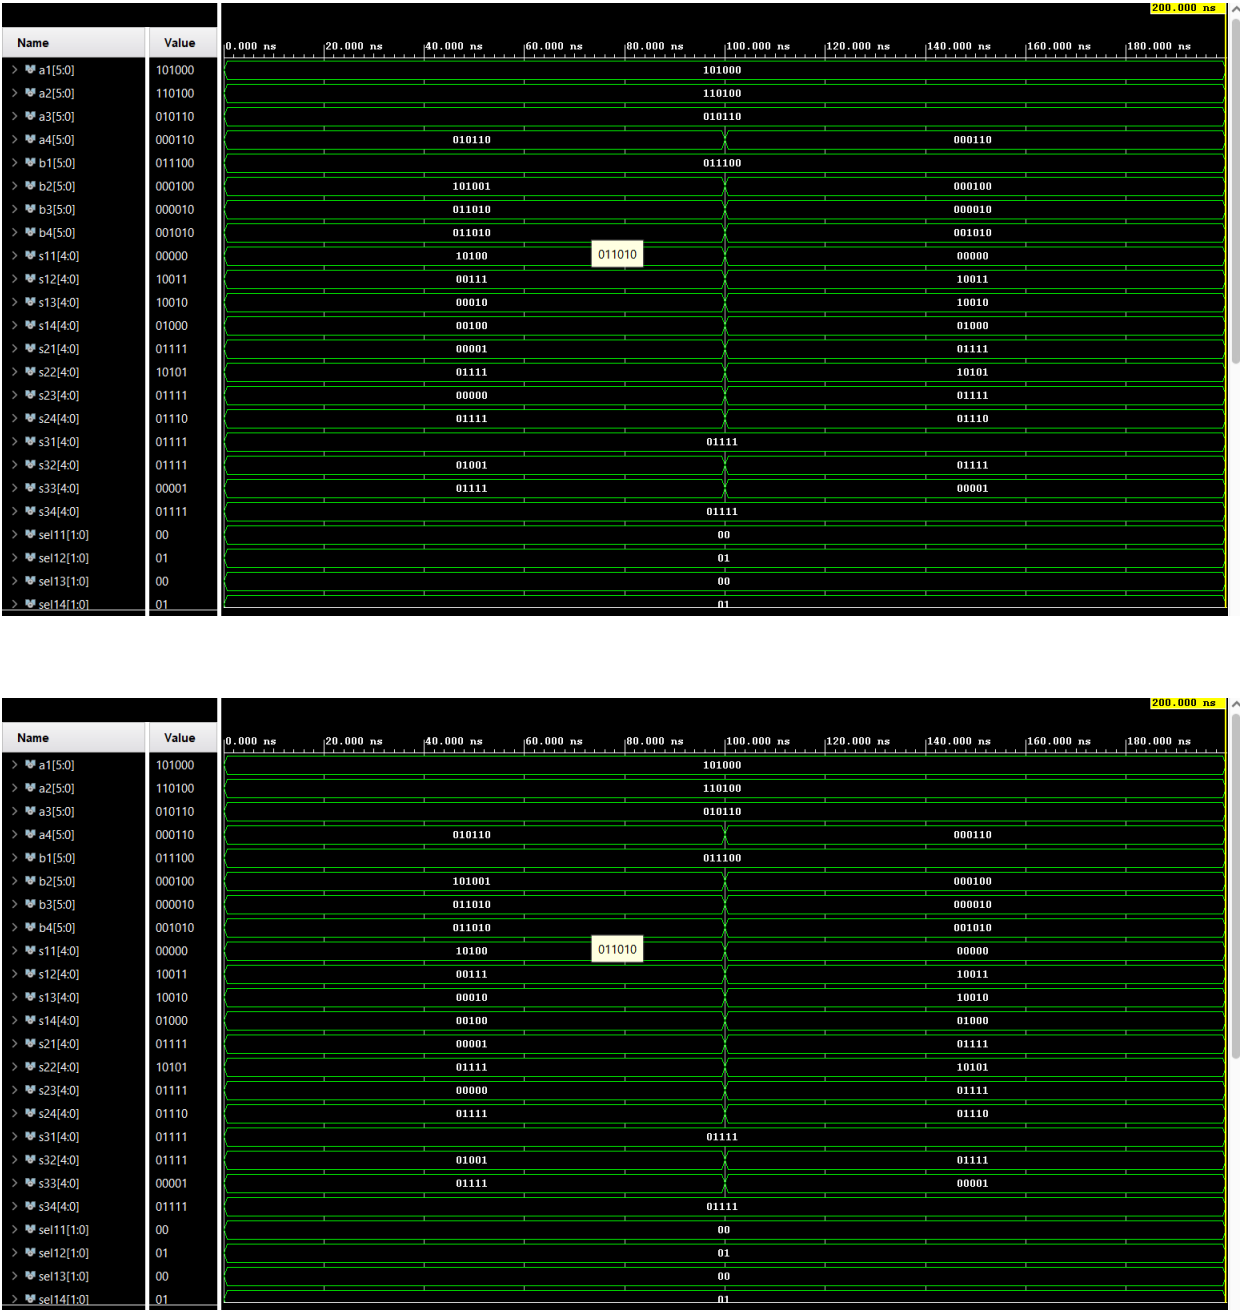 200.000 ns
Name Value 0.000 ns 20.000 ns 40.000 ns 60.000 ns 80.000 ns 100.000 ns 120.000 ns 140.000 ns 160.000 ns 180.000 ns
a1[5:0] 101000 101000
a2[5:0] 110100 110100
a3[5:0] 010110 010110
a4[5:0] 000110 010110 000110
b1[5:0] 011100 011100
b2[5:0] 000100 101001 000100
b3[5:0] 000010 011010 000010
b4[5:0] 001010 011010 001010
s11[4:0] 00000 10100 011010 00000
s12[4:0] 10011 00111 10011
s13[4:0] 10010 00010 10010
s14[4:0] 01000 00100 01000
s21[4:0] 01111 00001 01111
s22[4:0] 10101 01111 10101
s23[4:0] 01111 00000 01111
s24[4:0] 01110 01111 01110
s31[4:0] 01111 01111
s32[4:0] 01111 01001 01111
s33[4:0] 00001 01111 00001
s34[4:0] 01111 01111
sel11[1:0] 00 00
sel12[1:0] 01 01
sel13[1:0] 00 00
sel14[1:0] 01 01
200.000 ns
Name Value 0.000 ns 20.000 ns 40.000 ns 60.000 ns 80.000 ns 100.000 ns 120.000 ns 140.000 ns 160.000 ns 180.000 ns
a1[5:0] 101000 101000
a2[5:0] 110100 110100
a3[5:0] 010110 010110
a4[5:0] 000110 010110 000110
b1[5:0] 011100 011100
b2[5:0] 000100 101001 000100
b3[5:0] 000010 011010 000010
b4[5:0] 001010 011010 001010
s11[4:0] 00000 10100 011010 00000
s12[4:0] 10011 00111 10011
s13[4:0] 10010 00010 10010
s14[4:0] 01000 00100 01000
s21[4:0] 01111 00001 01111
s22[4:0] 10101 01111 10101
s23[4:0] 01111 00000 01111
s24[4:0] 01110 01111 01110
s31[4:0] 01111 01111
s32[4:0] 01111 01001 01111
s33[4:0] 00001 01111 00001
s34[4:0] 01111 01111
sel11[1:0] 00 00
sel12[1:0] 01 01
sel13[1:0] 00 00
sel14[1:0] 01 01